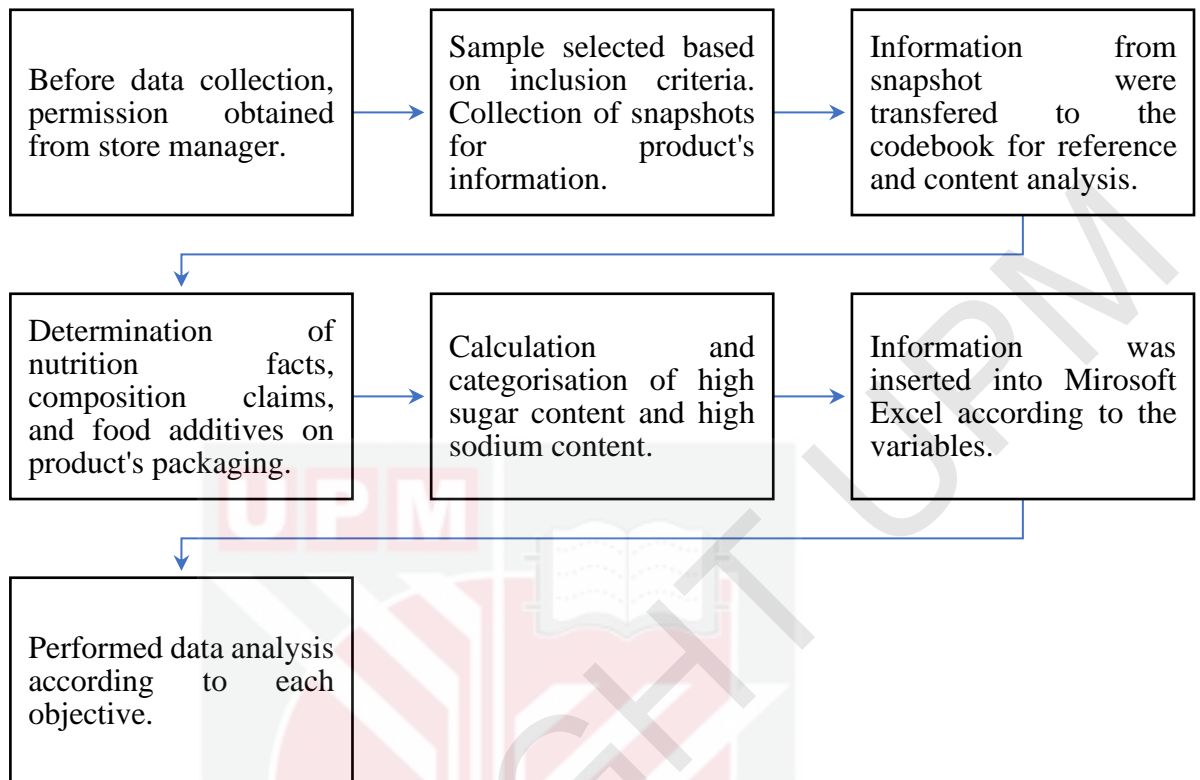 Before data collection,
permission obtained
from store manager.
Sample selected based
on inclusion criteria.
Collection of snapshots
for product's
information.
Information from
snapshot were
transfered to the
codebook for reference
and content analysis.
Determination of
nutrition facts,
composition claims,
and food additives on
product's packaging.
Calculation and
categorisation of high
sugar content and high
sodium content.
Information was
inserted into Mirosoft
Excel according to the
variables.
Performed data analysis
according to each
objective.
UPM
GHT UPM